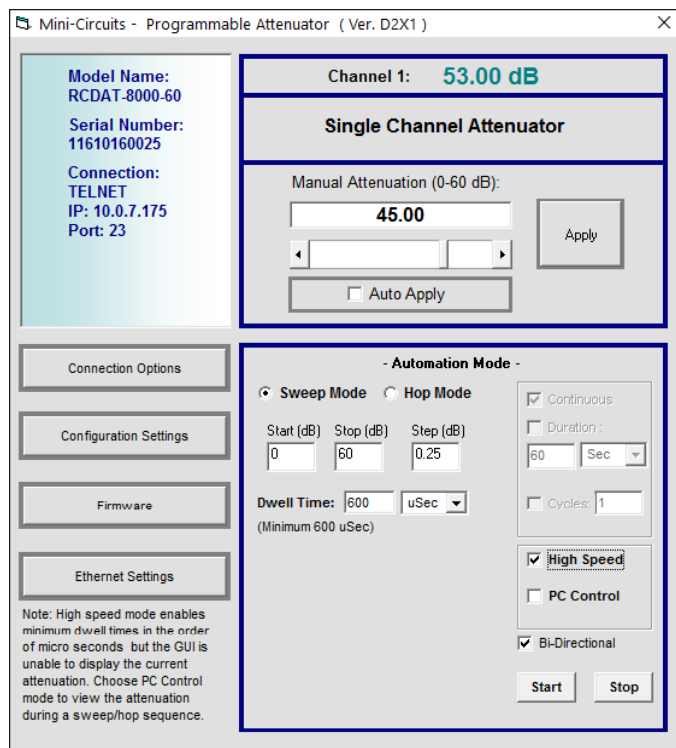 Mini-Circuits - Programmable Attenuator ( Ver. D2X1 )
Model Name:
RCDAT-8000-60
Serial Number:
11610160025
Connection:
TELNET
IP: 10.0.7.175
Port: 23
Channel 1: 53.00 dB
Single Channel Attenuator
Manual Attenuation (0-60 dB):
45.00
Apply
Auto Apply
Connection Options
Configuration Settings
Firmware
Ethernet Settings
Note: High speed mode enables
minimum dwell times in the order
of micro seconds but the GUI is
unable to display the current
attenuation. Choose PC Control
mode to view the attenuation
during a sweep/hop sequence.
- Automation Mode -
Sweep Mode Hop Mode
Start (dB) Stop (dB) Step (dB)
0 60 0.25
Dwell Time: 600 uSec
(Minimum 600 uSec)
Continuous
Duration :
60 Sec
Cycles: 1
High Speed
PC Control
Bi-Directional
Start Stop